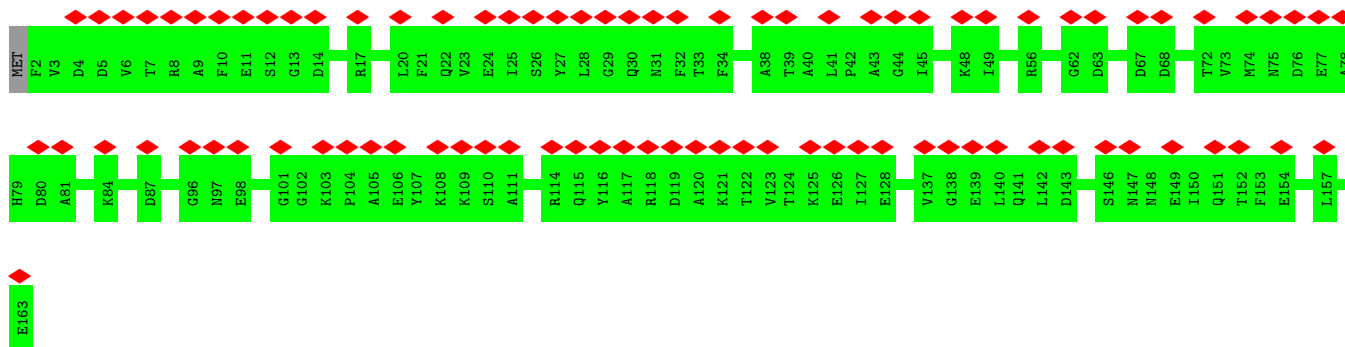 MET F2 V3 D4 D5 V6 T7 R8 A9 F10 E11 S12 G13 D14 R17 L20 F21 Q22 V23 E24 I25 S26 Y27 L28 G29 Q30 N31 F32 T33 F34 A38 T39 A40 L41 P42 A43 G44 I45 K48 I49 R56 G62 D63 D67 D68 T72 V73 M74 N75 D76 E77 A78
H79 D80 A81 K84 D87 G96 N97 E98 G101 G102 K103 P104 A105 E106 Y107 K108 K109 S110 A111 R114 Q115 Y116 A117 R118 D119 A120 K121 T122 V123 T124 K125 E126 I127 E128 V137 G138 E139 L140 Q141 L142 D143 S146 N147 N148 E149 I150 Q151 T152 F153 E154 L157
E163